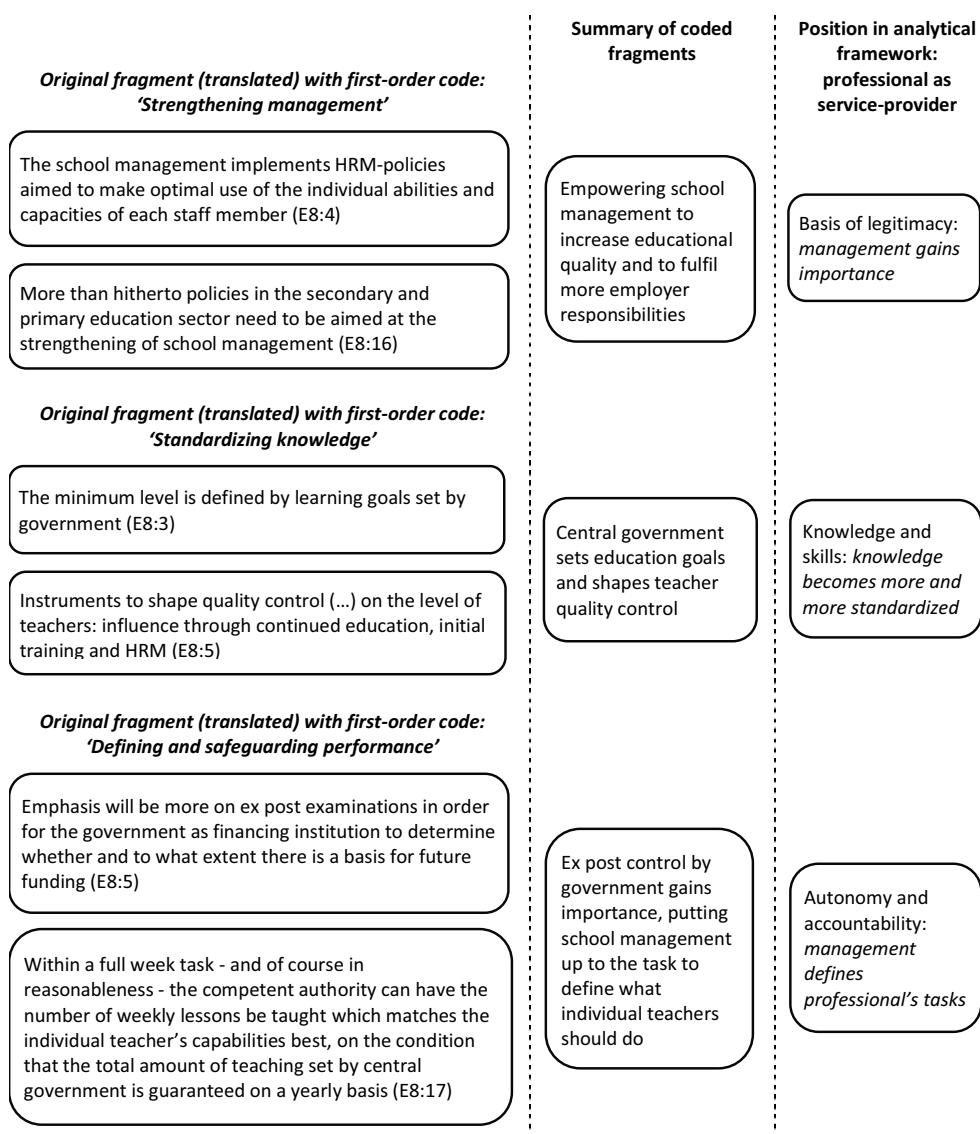 Summary of coded
fragments
Position in analytical
framework:
professional as
service-provider
Original fragment (translated) with first-order code:
‘Strengthening management’
The school management implements HRM-policies
aimed to make optimal use of the individual abilities and
capacities of each staff member (E8:4)
More than hitherto policies in the secondary and
primary education sector need to be aimed at the
strengthening of school management (E8:16)
Empowering school
management to
increase educational
quality and to fulfil
more employer
responsibilities
Basis of legitimacy:
management gains
importance
Original fragment (translated) with first-order code:
‘Standardizing knowledge’
The minimum level is defined by learning goals set by
government (E8:3)
Instruments to shape quality control (…) on the level of
teachers: influence through continued education, initial
training and HRM (E8:5)
Central government
sets education goals
and shapes teacher
quality control
Knowledge and
skills: knowledge
becomes more and
more standardized
Original fragment (translated) with first-order code:
‘Defining and safeguarding performance’
Emphasis will be more on ex post examinations in order
for the government as financing institution to determine
whether and to what extent there is a basis for future
funding (E8:5)
Within a full week task - and of course in
reasonableness - the competent authority can have the
number of weekly lessons be taught which matches the
individual teacher’s capabilities best, on the condition
that the total amount of teaching set by central
government is guaranteed on a yearly basis (E8:17)
Ex post control by
government gains
importance, putting
school management
up to the task to
define what
individual teachers
should do
Autonomy and
accountability:
management
defines
professional’s tasks